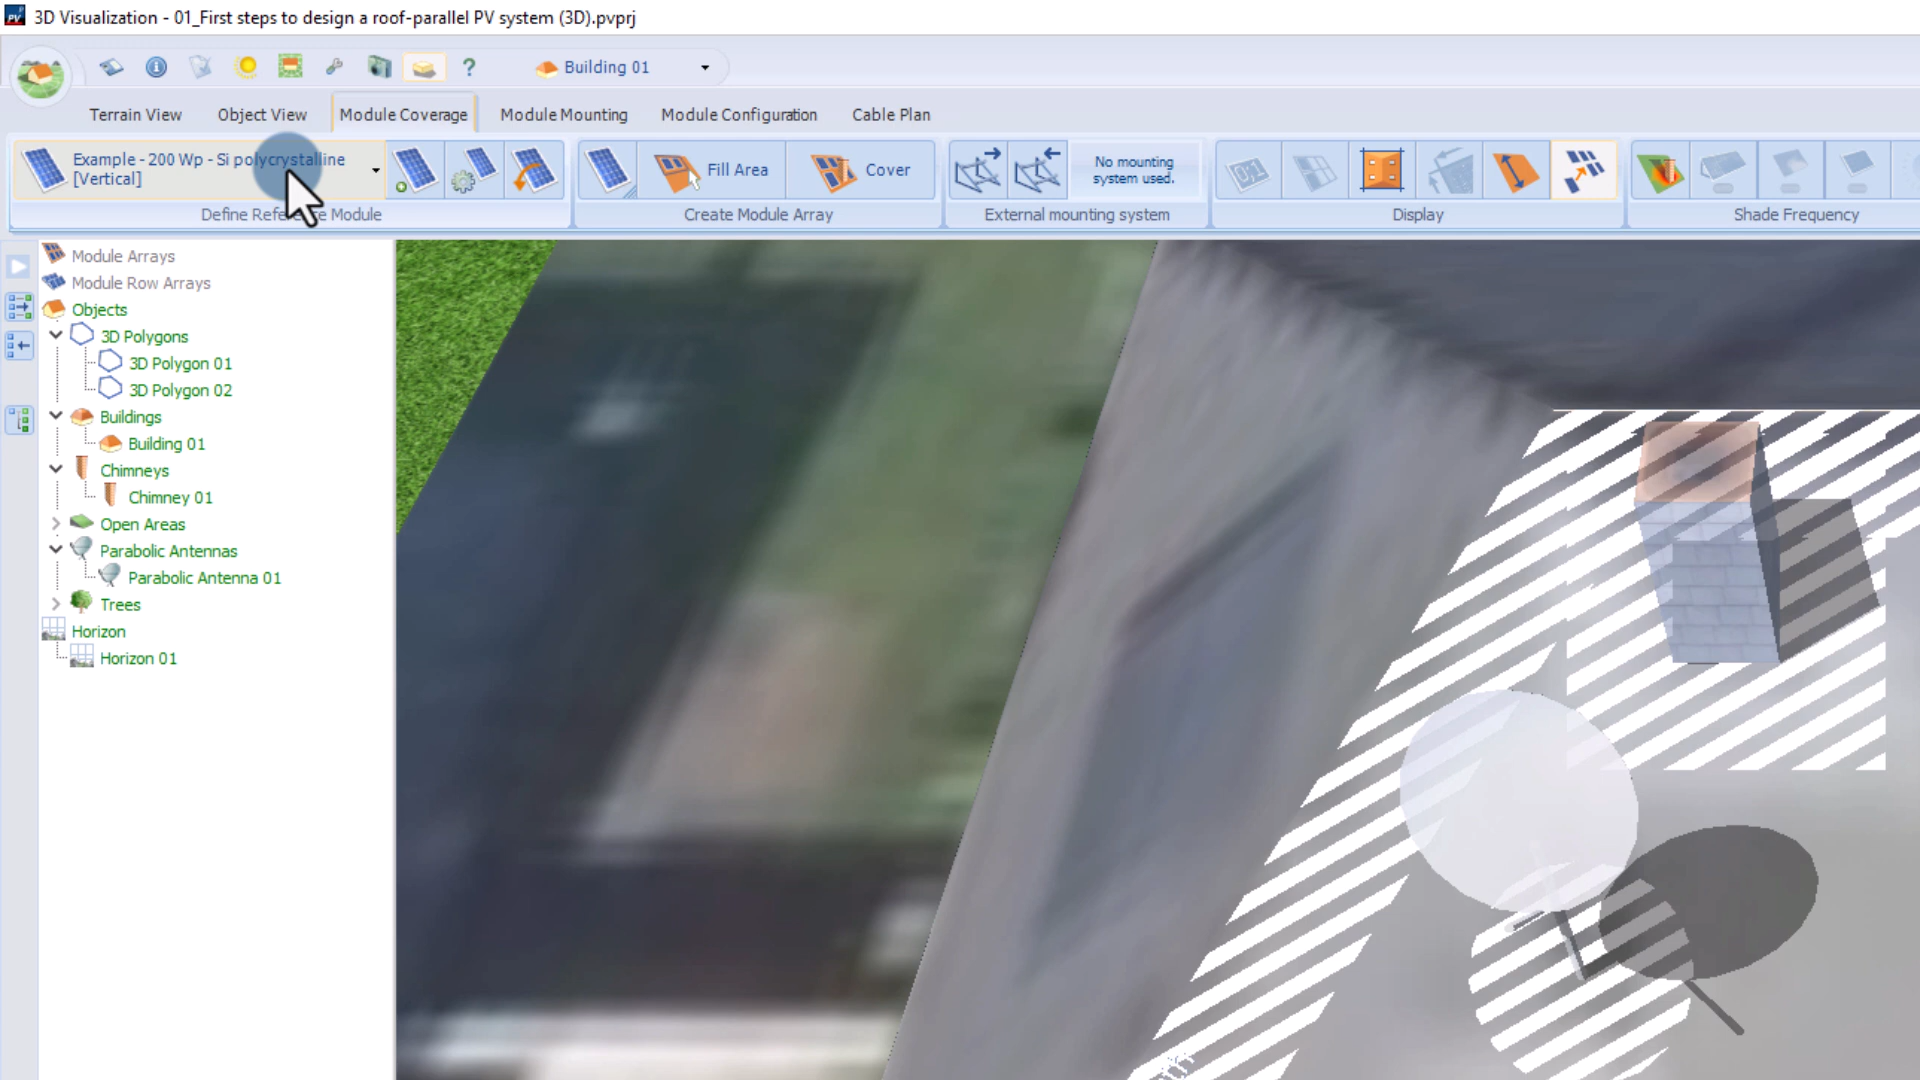 3D Visualization - 01_First steps to design a roof-parallel PV system (3D).pvprj
Building 01
Terrain View Object View Module Coverage Module Mounting Module Configuration Cable Plan
Example - 200 Wp - Si polycrystalline
[Vertical]
Fill Area
Cover
No mounting
system used.
Define Reference Module
Create Module Array
External mounting system
Display
Shade Frequency
Module Arrays
Module Row Arrays
Objects
3D Polygons
3D Polygon 01
3D Polygon 02
Buildings
Building 01
Chimneys
Chimney 01
Open Areas
Parabolic Antennas
Parabolic Antenna 01
Trees
Horizon
Horizon 01